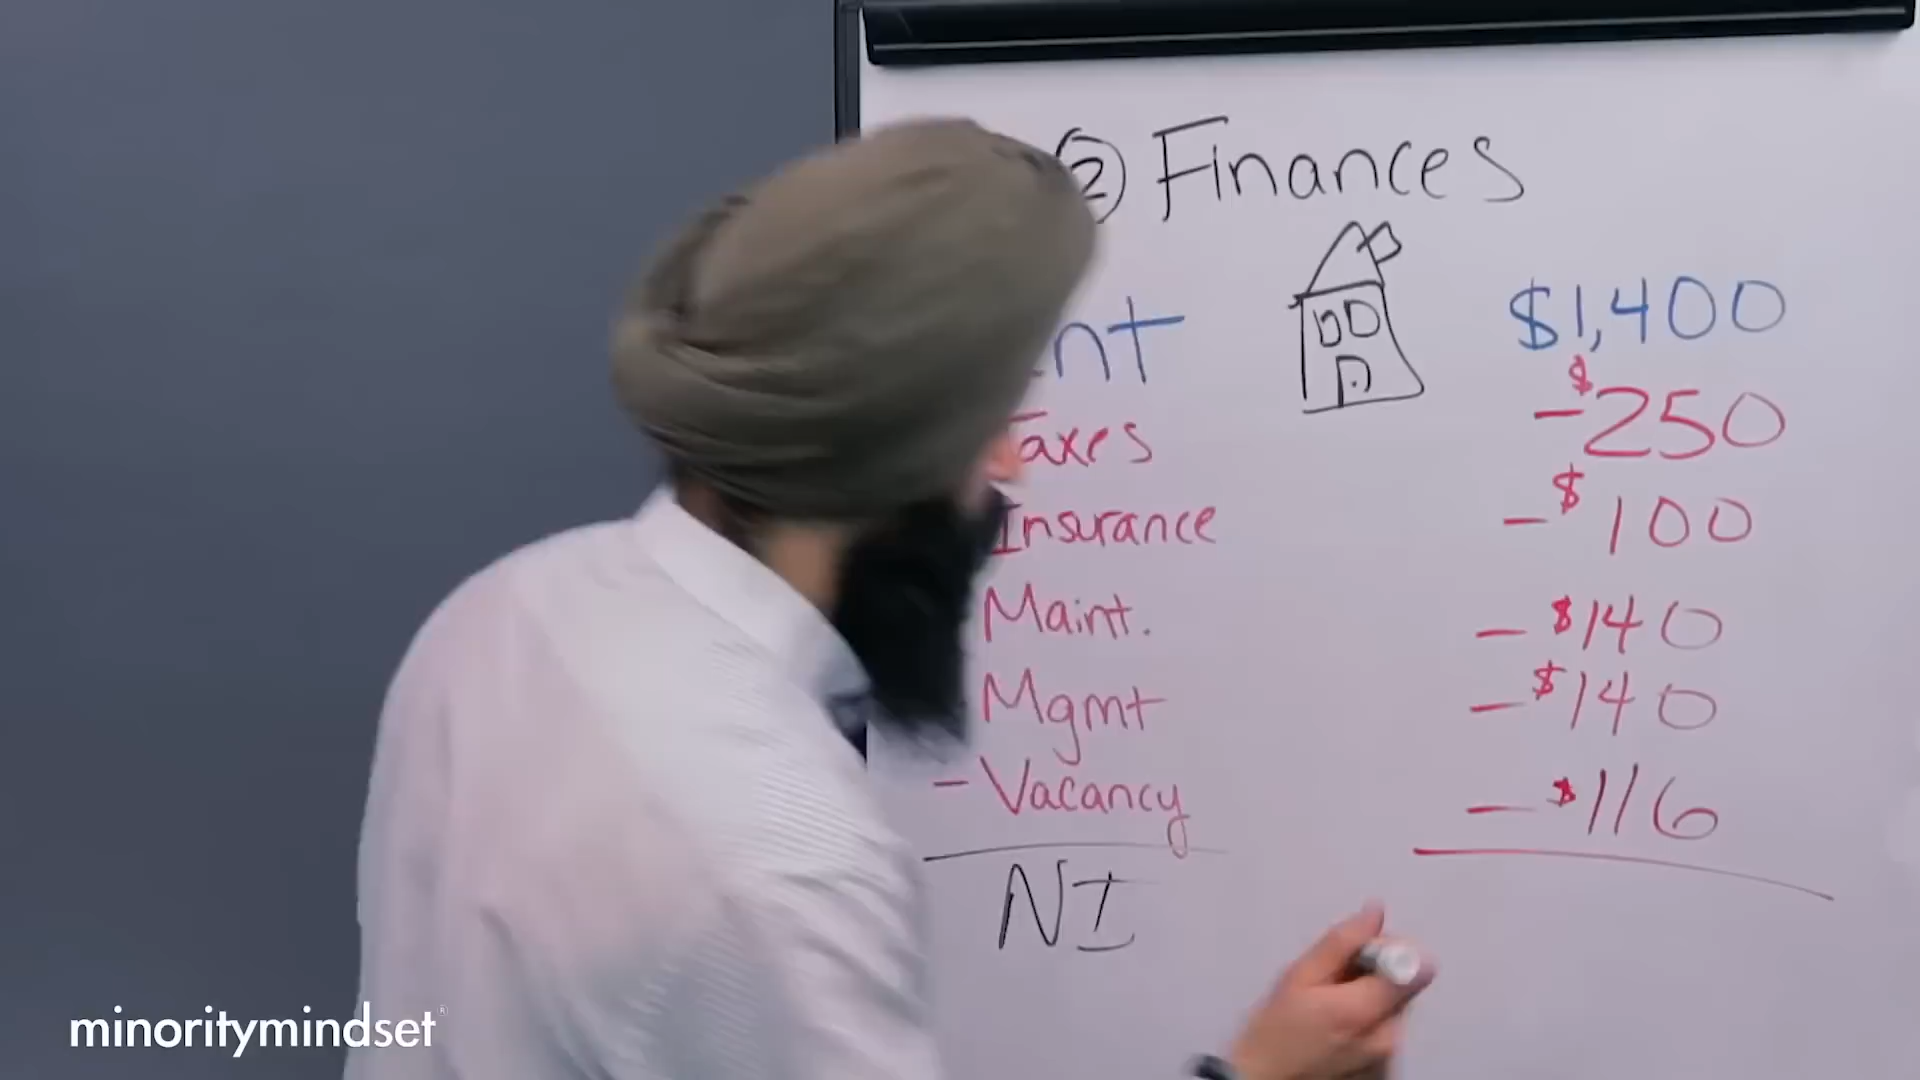 ② Finances
nt $1,400
Taxes -$250
Insurance -$100
Maint. -$140
Mgmt -$140
- Vacancy -$116
NI
minoritymindset®